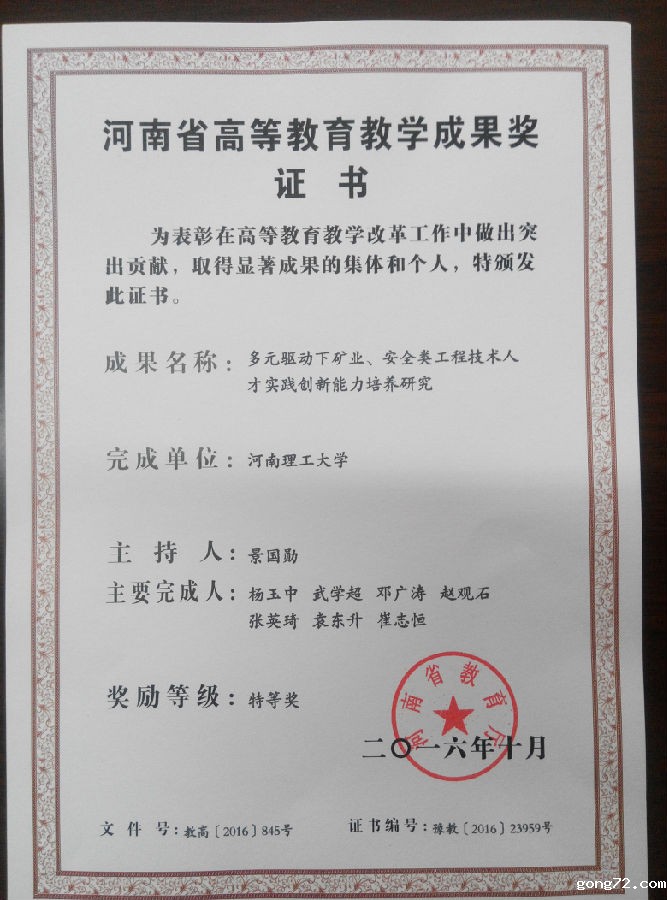 河南省高等教育教学成果奖
证 书
为表彰在高等教育教学改革工作中做出突
出贡献，取得显著成果的集体和个人，特颁发
此证书。
成果名称：多元驱动下矿业、安全类工程技术人
才实践创新能力培养研究
完成单位：河南理工大学
主 持 人：景国勋
主要完成人：杨玉中 武学超 邓广涛 赵观石
张英琦 袁东升 崔志恒
奖励等级：特等奖
河南省教育厅
二〇一六年十月
文 件 号：教高〔2016〕845号 证书编号：豫教〔2016〕23959号
gong72.com